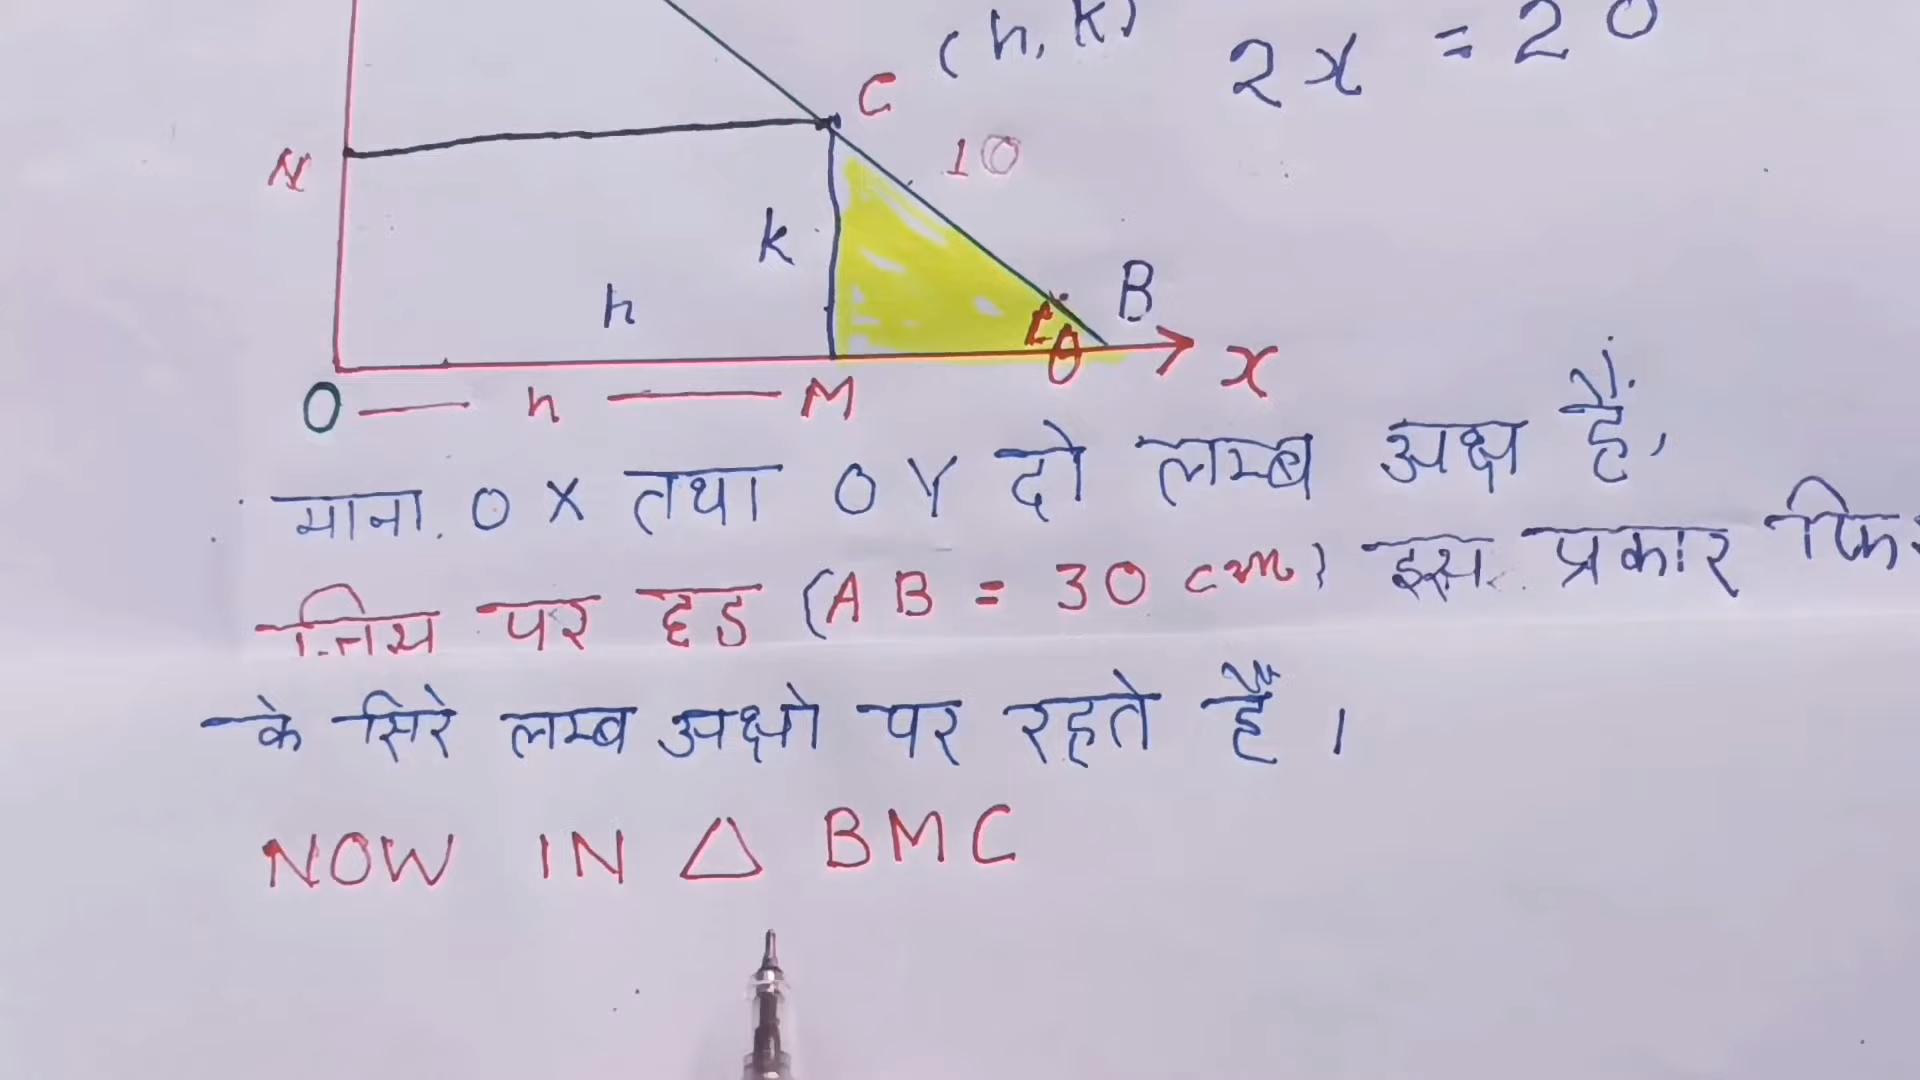 (h, k)
2x = 20
C
10
N
k
B
h
θ
x
O — h — M
माना OX तथा OY दो लम्ब अक्ष हैं,
जिस पर छड़ (AB = 30 cm) इस प्रकार कि
के सिरे लम्ब अक्षो पर रहते हैं ।
NOW IN △ BMC